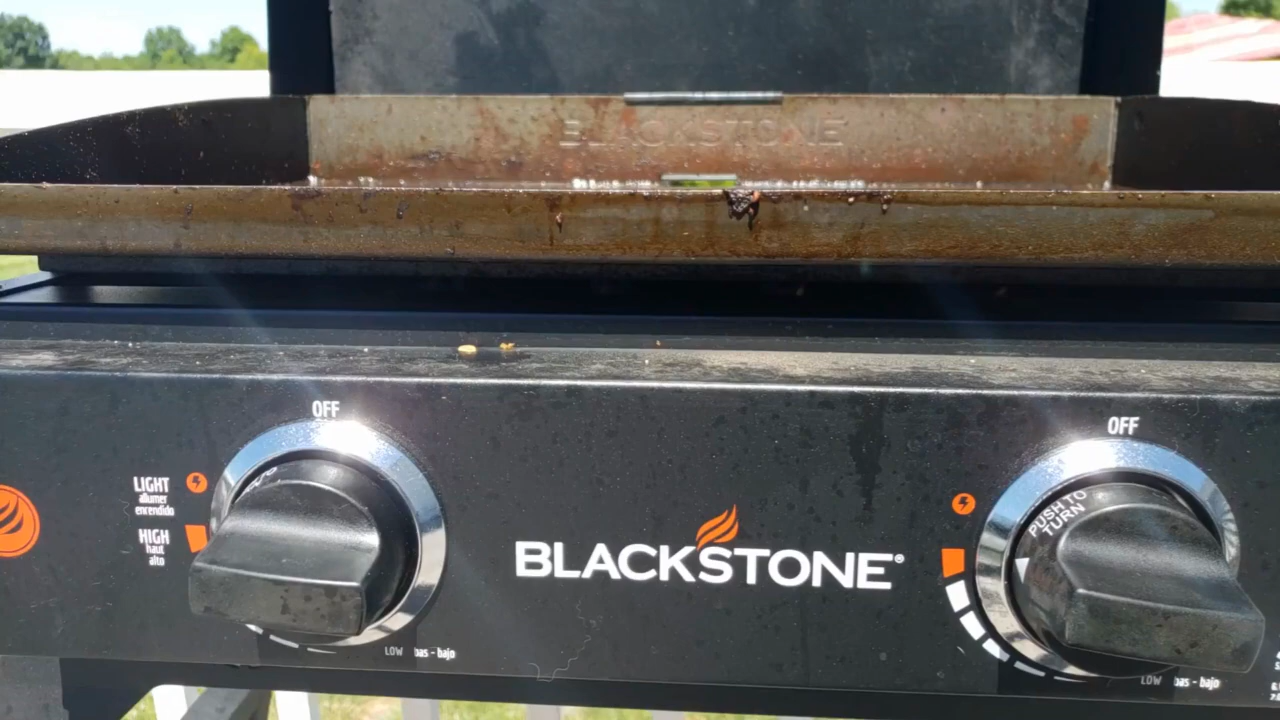 BLACKSTONE
OFF
LIGHT
allumer
encendido
HIGH
haut
alto
LOW bas - bajo
BLACKSTONE®
OFF
PUSH TO
TURN
LOW bas - bajo